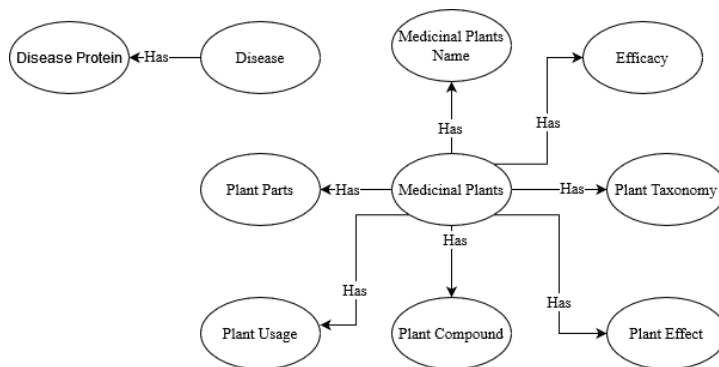 Medicinal Plants
Name
Disease Protein
Has
Disease
Efficacy
Has
Has
Plant Parts
Has
Medicinal Plants
Has
Plant Taxonomy
Has
Has
Has
Plant Usage
Plant Compound
Plant Effect